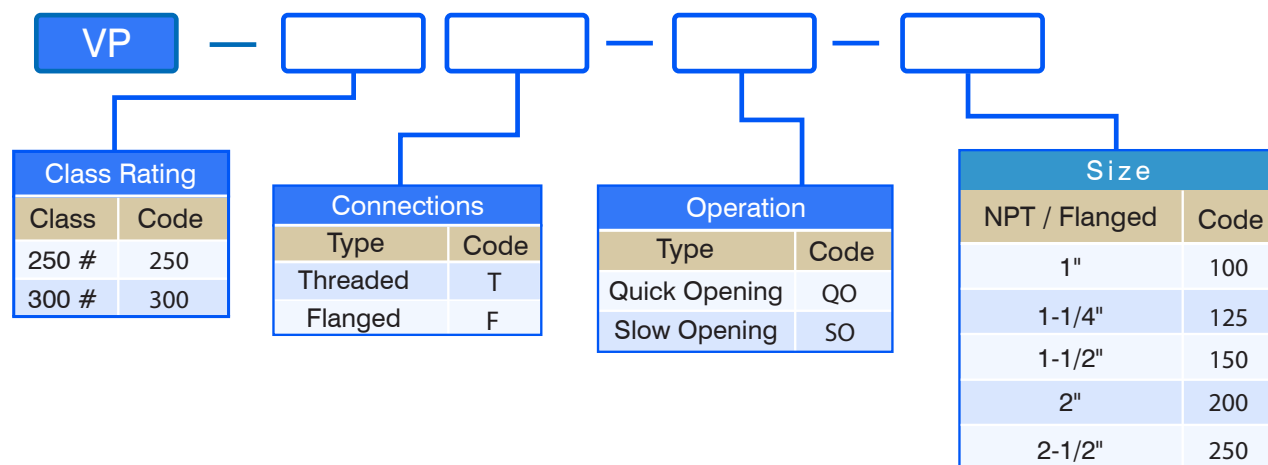 VP — — —
Class Rating
Class Code
250 # 250
300 # 300
Connections
Type Code
Threaded T
Flanged F
Operation
Type Code
Quick Opening QO
Slow Opening SO
Size
NPT / Flanged Code
1" 100
1-1/4" 125
1-1/2" 150
2" 200
2-1/2" 250